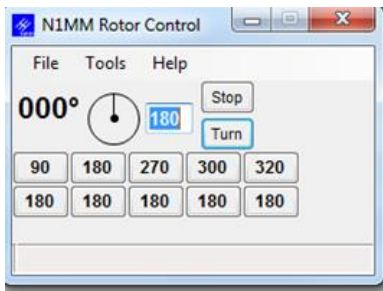 N1MM Rotor Control
File Tools Help
000° 180 Stop
Turn
90 180 270 300 320
180 180 180 180 180